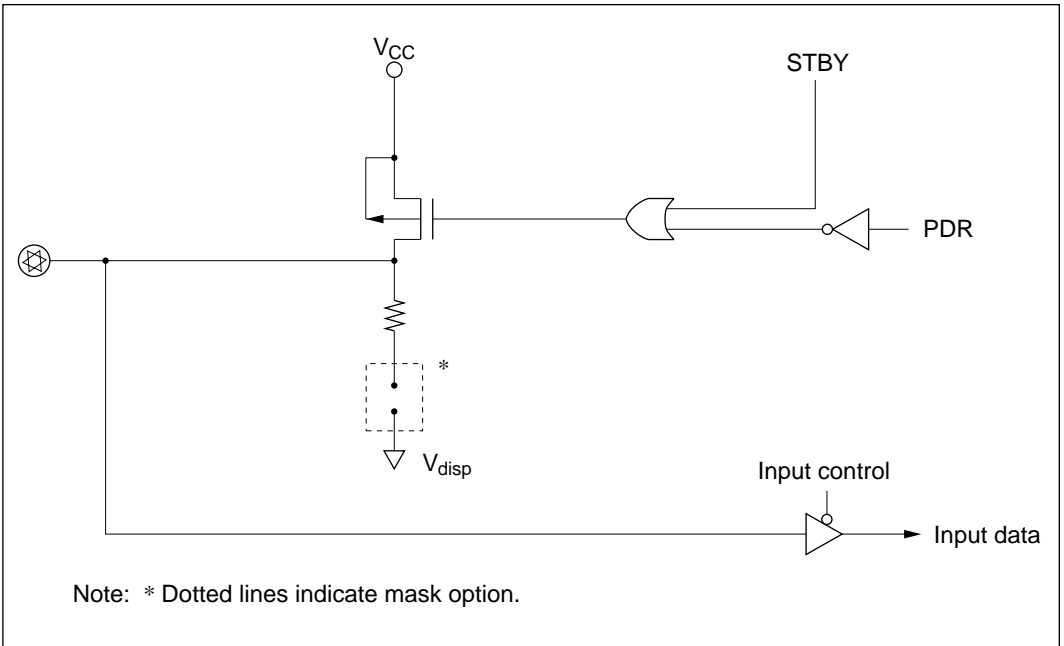 VCC
STBY
PDR
*
Vdisp
Input control
Input data
Note: * Dotted lines indicate mask option.